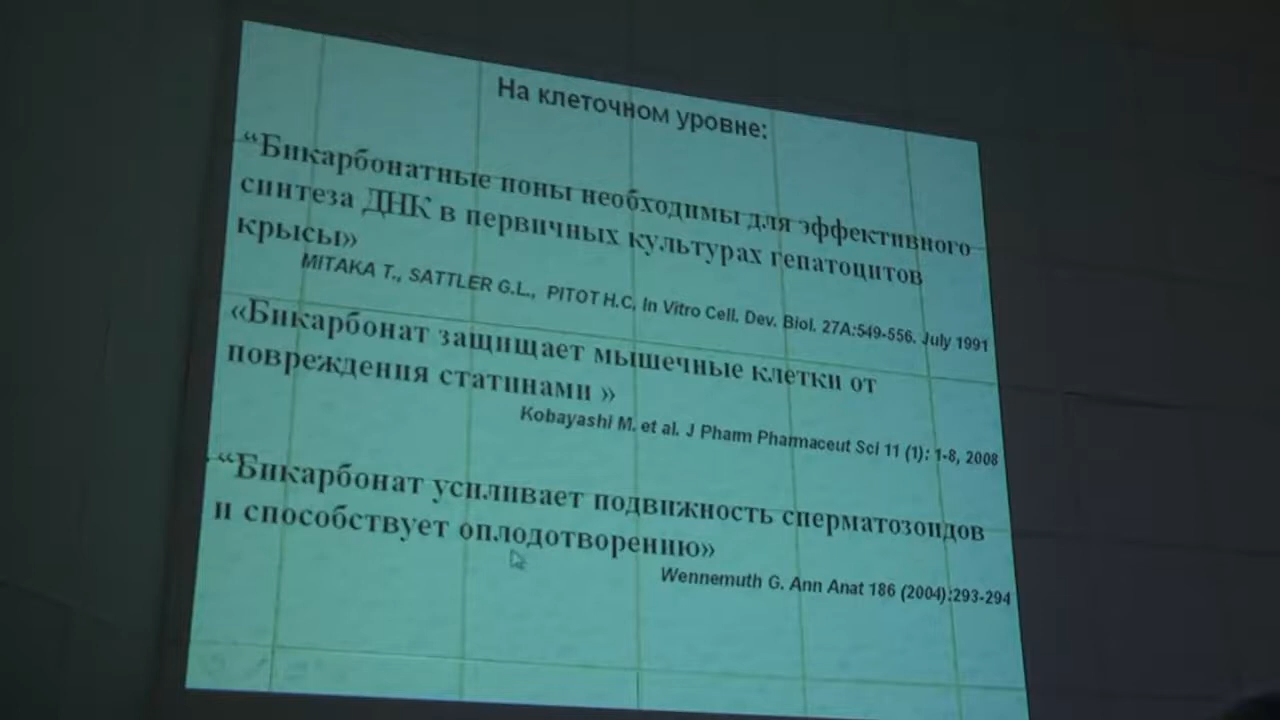 На клеточном уровне:
“Бикарбонатные ионы необходимы для эффективного
синтеза ДНК в первичных культурах гепатоцитов
крысы»
MITAKA T., SATTLER G.L., PITOT H.C, In Vitro Cell. Dev. Biol. 27A:549-556. July 1991
«Бикарбонат защищает мышечные клетки от
повреждения статинами »
Kobayashi M. et al. J Pharm Pharmaceut Sci 11 (1): 1-8, 2008
“Бикарбонат усиливает подвижность сперматозоидов
и способствует оплодотворению»
Wennemuth G. Ann Anat 186 (2004):293-294